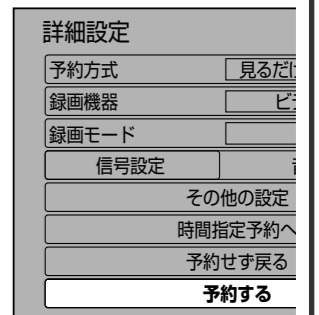 詳細設定
予約方式 見るだけ
録画機器 ビデ
録画モード
信号設定
その他の設定
時間指定予約へ
予約せず戻る
予約する